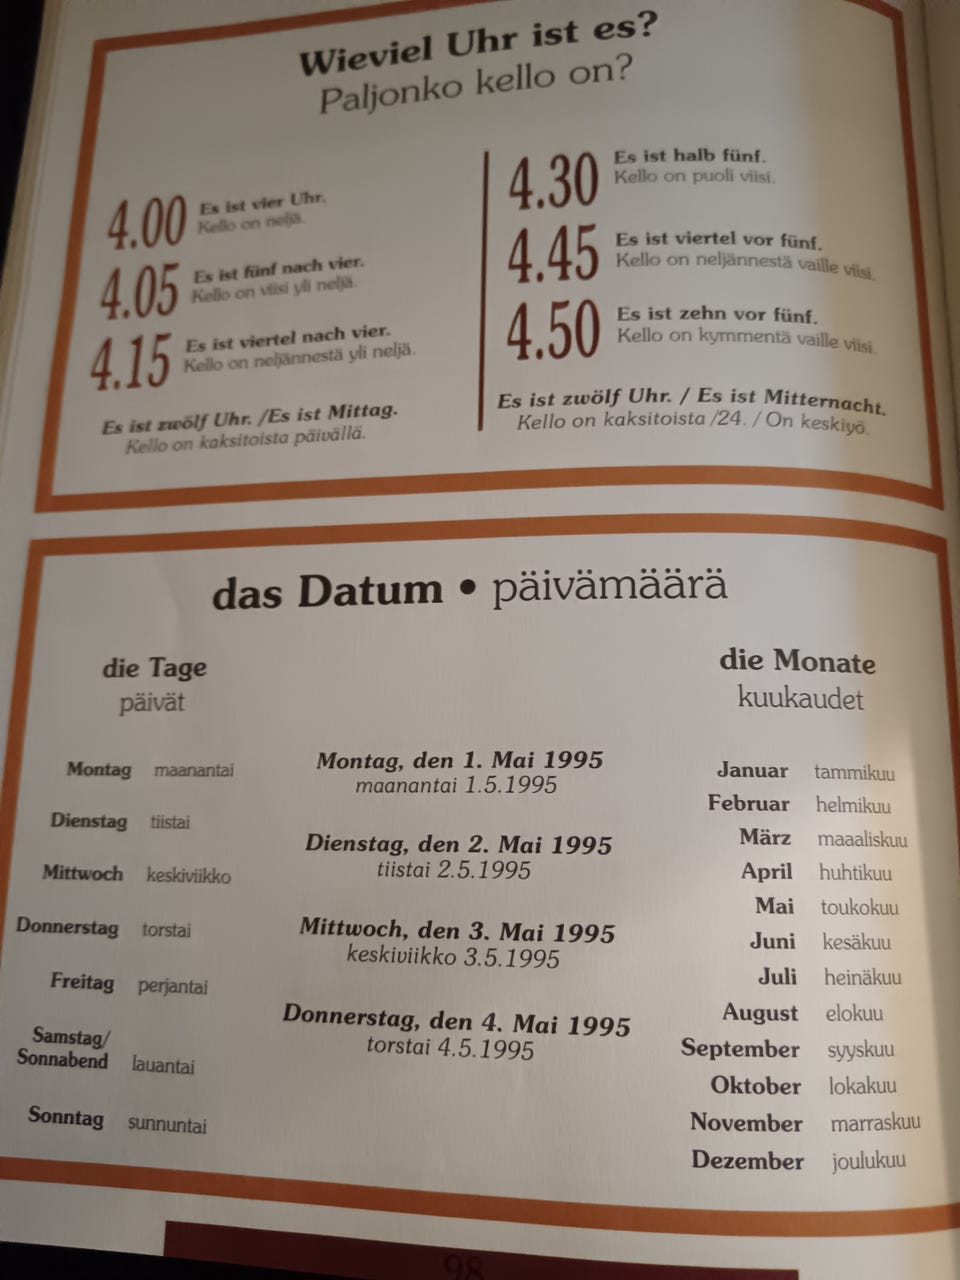 Wieviel Uhr ist es?
Paljonko kello on?
4.00 Es ist vier Uhr.
Kello on neljä.
4.05 Es ist fünf nach vier.
Kello on viisi yli neljä.
4.15 Es ist viertel nach vier.
Kello on neljännestä yli neljä.
Es ist zwölf Uhr. /Es ist Mittag.
Kello on kaksitoista päivällä.
4.30 Es ist halb fünf.
Kello on puoli viisi.
4.45 Es ist viertel vor fünf.
Kello on neljännestä vaille viisi.
4.50 Es ist zehn vor fünf.
Kello on kymmentä vaille viisi.
Es ist zwölf Uhr. / Es ist Mitternacht.
Kello on kaksitoista /24. / On keskiyö.
das Datum • päivämäärä
die Tage
päivät
Montag maanantai
Dienstag tiistai
Mittwoch keskiviikko
Donnerstag torstai
Freitag perjantai
Samstag/
Sonnabend lauantai
Sonntag sunnuntai
Montag, den 1. Mai 1995
maanantai 1.5.1995
Dienstag, den 2. Mai 1995
tiistai 2.5.1995
Mittwoch, den 3. Mai 1995
keskiviikko 3.5.1995
Donnerstag, den 4. Mai 1995
torstai 4.5.1995
die Monate
kuukaudet
Januar tammikuu
Februar helmikuu
März maaaliskuu
April huhtikuu
Mai toukokuu
Juni kesäkuu
Juli heinäkuu
August elokuu
September syyskuu
Oktober lokakuu
November marraskuu
Dezember joulukuu
98